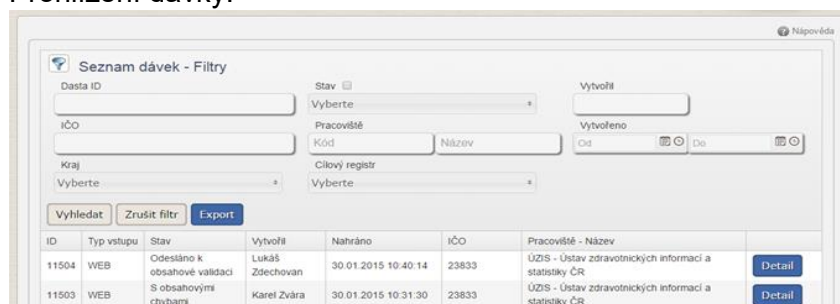 Prohlížení dávky:
Nápověda
Seznam dávek - Filtry
Dasta ID
Stav
Vytvořil
Vyberte
IČO
Pracoviště
Vytvořeno
Kód
Název
Od
Do
Kraj
Cílový registr
Vyberte
Vyberte
Vyhledat Zrušit filtr Export
ID Typ vstupu Stav Vytvořil Nahráno IČO Pracoviště - Název
11504 WEB Odesláno k obsahové validaci Lukáš Zdechovan 30.01.2015 10:40:14 23833 ÚZIS - Ústav zdravotnických informací a statistiky ČR Detail
11503 WEB S obsahovými chybami Karel Zvára 30.01.2015 10:31:30 23833 ÚZIS - Ústav zdravotnických informací a statistiky ČR Detail